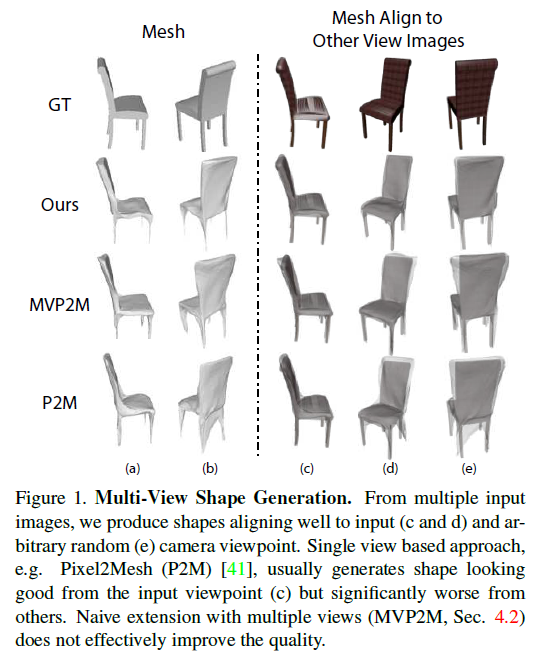 Mesh
Mesh Align to
Other View Images
GT
Ours
MVP2M
P2M
(a)
(b)
(c)
(d)
(e)
Figure 1. Multi-View Shape Generation. From multiple input
images, we produce shapes aligning well to input (c and d) and ar-
bitrary random (e) camera viewpoint. Single view based approach,
e.g. Pixel2Mesh (P2M) [41], usually generates shape looking
good from the input viewpoint (c) but significantly worse from
others. Naive extension with multiple views (MVP2M, Sec. 4.2)
does not effectively improve the quality.